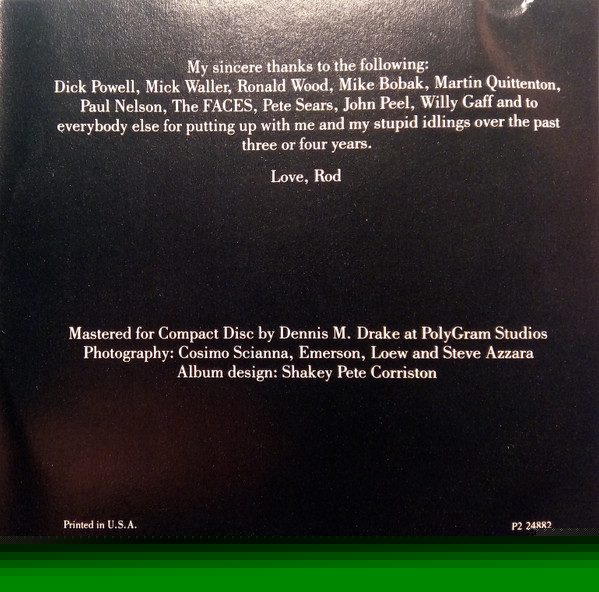 My sincere thanks to the following:
Dick Powell, Mick Waller, Ronald Wood, Mike Bobak, Martin Quittenton,
Paul Nelson, The FACES, Pete Sears, John Peel, Willy Gaff and to
everybody else for putting up with me and my stupid idlings over the past
three or four years.
Love, Rod
Mastered for Compact Disc by Dennis M. Drake at PolyGram Studios
Photography: Cosimo Scianna, Emerson, Loew and Steve Azzara
Album design: Shakey Pete Corriston
Printed in U.S.A.
P2 24882